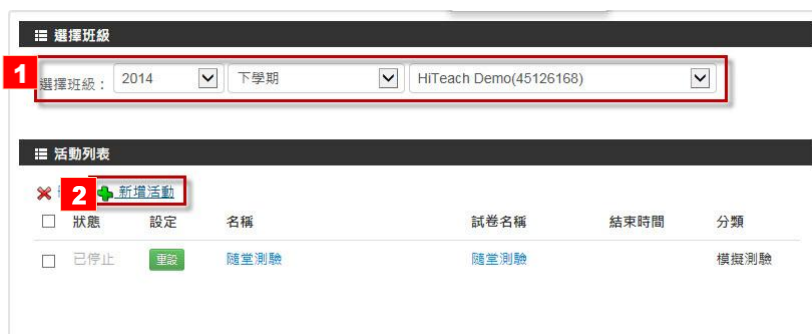 選擇班級
1
選擇班級： 2014 下學期 HiTeach Demo(45126168)
活動列表
2 新增活動
狀態 設定 名稱 試卷名稱 結束時間 分類
已停止 重設 隨堂測驗 隨堂測驗 模擬測驗